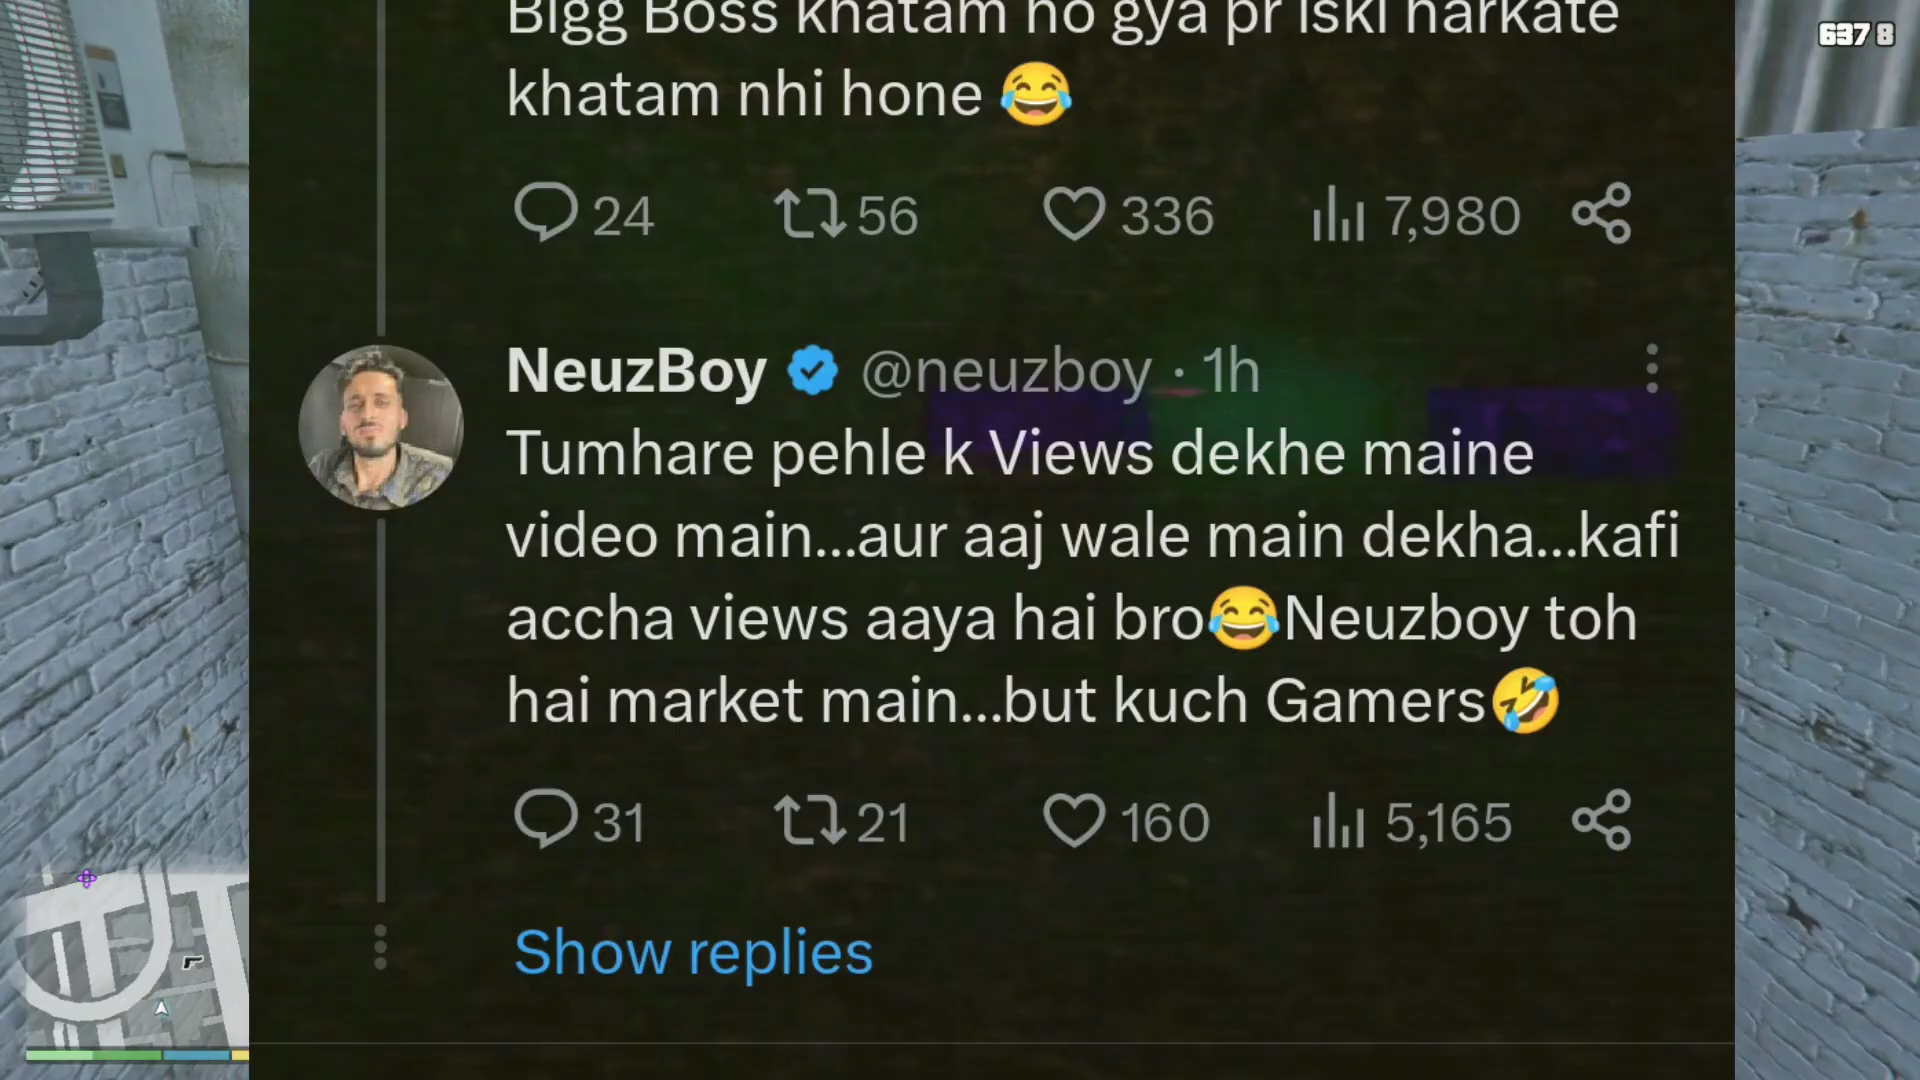 Bigg Boss khatam ho gya pr iski harkate
khatam nhi hone 😂
24 56 336 7,980
NeuzBoy @neuzboy · 1h
Tumhare pehle k Views dekhe maine
video main...aur aaj wale main dekha...kafi
accha views aaya hai bro😂Neuzboy toh
hai market main...but kuch Gamers🤣
31 21 160 5,165
Show replies
637 8